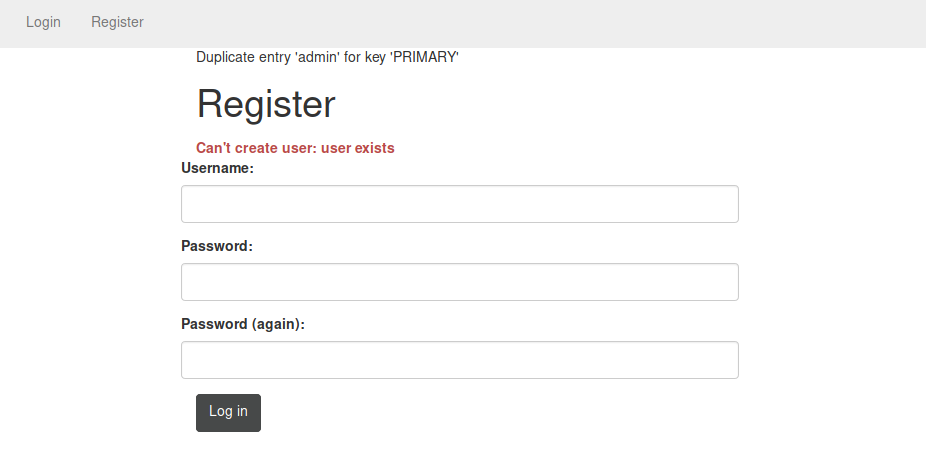 Login Register
Duplicate entry 'admin' for key 'PRIMARY'
Register
Can't create user: user exists
Username:
Password:
Password (again):
Log in